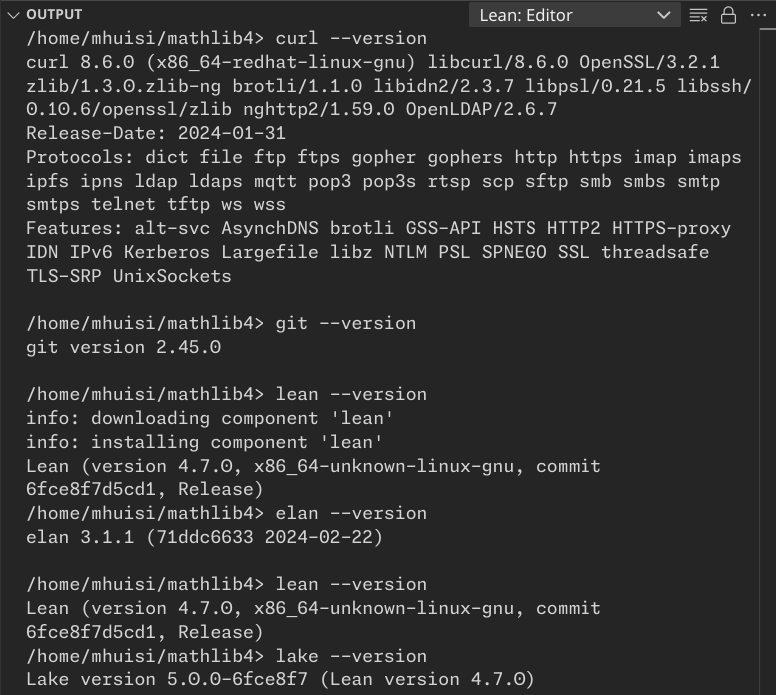 OUTPUT
Lean: Editor
/home/mhuisi/mathlib4> curl --version
curl 8.6.0 (x86_64-redhat-linux-gnu) libcurl/8.6.0 OpenSSL/3.2.1
zlib/1.3.0.zlib-ng brotli/1.1.0 libidn2/2.3.7 libpsl/0.21.5 libssh/
0.10.6/openssl/zlib nghttp2/1.59.0 OpenLDAP/2.6.7
Release-Date: 2024-01-31
Protocols: dict file ftp ftps gopher gophers http https imap imaps
ipfs ipns ldap ldaps mqtt pop3 pop3s rtsp scp sftp smb smbs smtp
smtps telnet tftp ws wss
Features: alt-svc AsynchDNS brotli GSS-API HSTS HTTP2 HTTPS-proxy
IDN IPv6 Kerberos Largefile libz NTLM PSL SPNEGO SSL threadsafe
TLS-SRP UnixSockets
/home/mhuisi/mathlib4> git --version
git version 2.45.0
/home/mhuisi/mathlib4> lean --version
info: downloading component 'lean'
info: installing component 'lean'
Lean (version 4.7.0, x86_64-unknown-linux-gnu, commit
6fce8f7d5cd1, Release)
/home/mhuisi/mathlib4> elan --version
elan 3.1.1 (71ddc6633 2024-02-22)
/home/mhuisi/mathlib4> lean --version
Lean (version 4.7.0, x86_64-unknown-linux-gnu, commit
6fce8f7d5cd1, Release)
/home/mhuisi/mathlib4> lake --version
Lake version 5.0.0-6fce8f7 (Lean version 4.7.0)